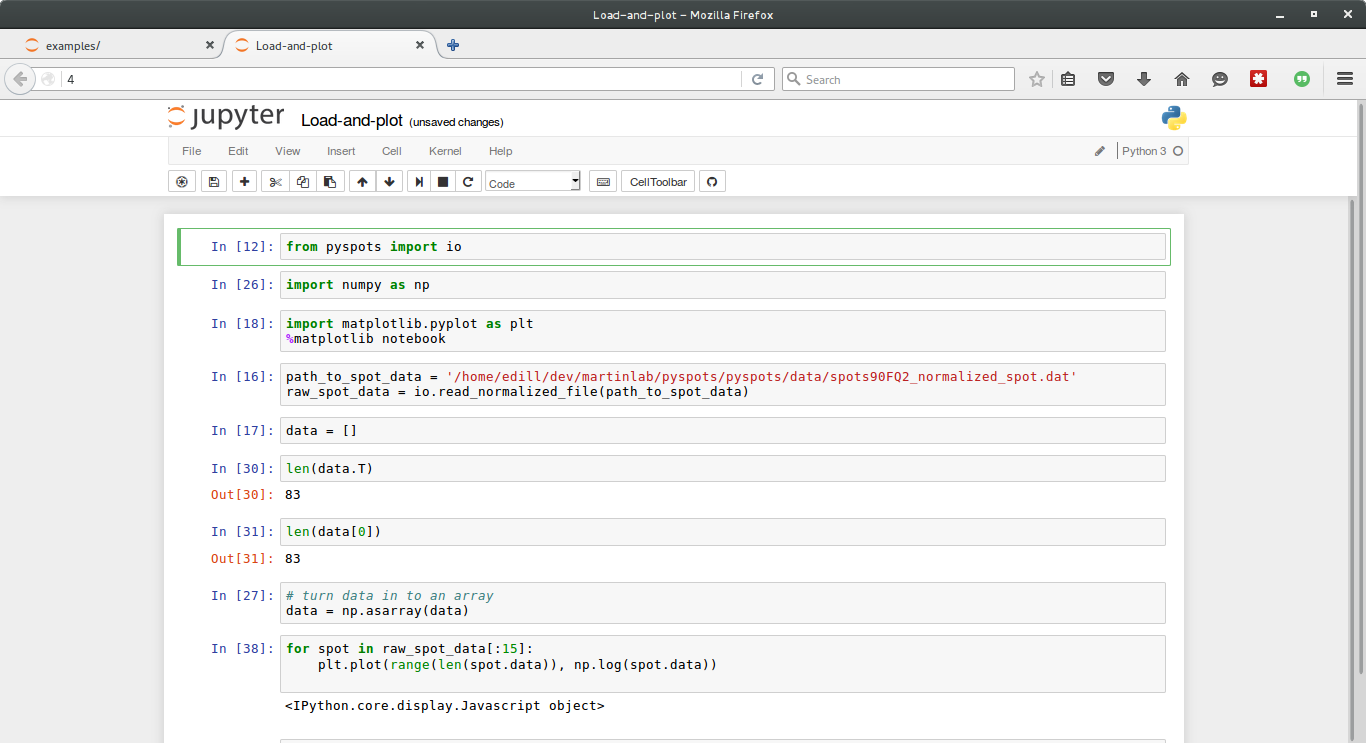 Load-and-plot - Mozilla Firefox
examples/
Load-and-plot
4
Search
jupyter Load-and-plot (unsaved changes)
File Edit View Insert Cell Kernel Help
Python 3
Code
CellToolbar
In [12]: from pyspots import io
In [26]: import numpy as np
In [18]: import matplotlib.pyplot as plt
%matplotlib notebook
In [16]: path_to_spot_data = '/home/edill/dev/martinlab/pyspots/pyspots/data/spots90FQ2_normalized_spot.dat'
raw_spot_data = io.read_normalized_file(path_to_spot_data)
In [17]: data = []
In [30]: len(data.T)
Out[30]: 83
In [31]: len(data[0])
Out[31]: 83
In [27]: # turn data in to an array
data = np.asarray(data)
In [38]: for spot in raw_spot_data[:15]:
    plt.plot(range(len(spot.data)), np.log(spot.data))
<IPython.core.display.Javascript object>